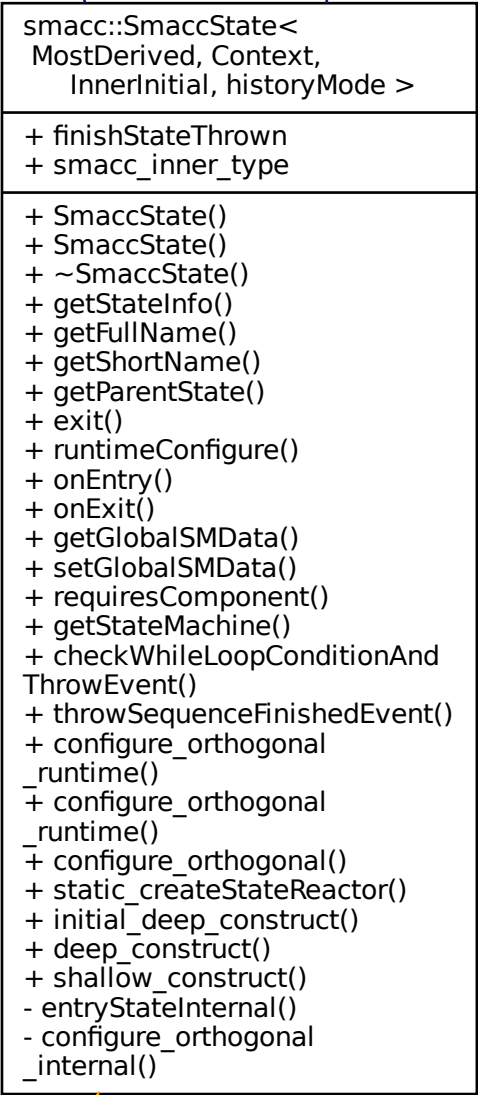 smacc::SmaccState<
MostDerived, Context,
InnerInitial, historyMode >
+ finishStateThrown
+ smacc_inner_type
+ SmaccState()
+ SmaccState()
+ ~SmaccState()
+ getStateInfo()
+ getFullName()
+ getShortName()
+ getParentState()
+ exit()
+ runtimeConfigure()
+ onEntry()
+ onExit()
+ getGlobalSMData()
+ setGlobalSMData()
+ requiresComponent()
+ getStateMachine()
+ checkWhileLoopConditionAnd
ThrowEvent()
+ throwSequenceFinishedEvent()
+ configure_orthogonal
_runtime()
+ configure_orthogonal
_runtime()
+ configure_orthogonal()
+ static_createStateReactor()
+ initial_deep_construct()
+ deep_construct()
+ shallow_construct()
- entryStateInternal()
- configure_orthogonal
_internal()